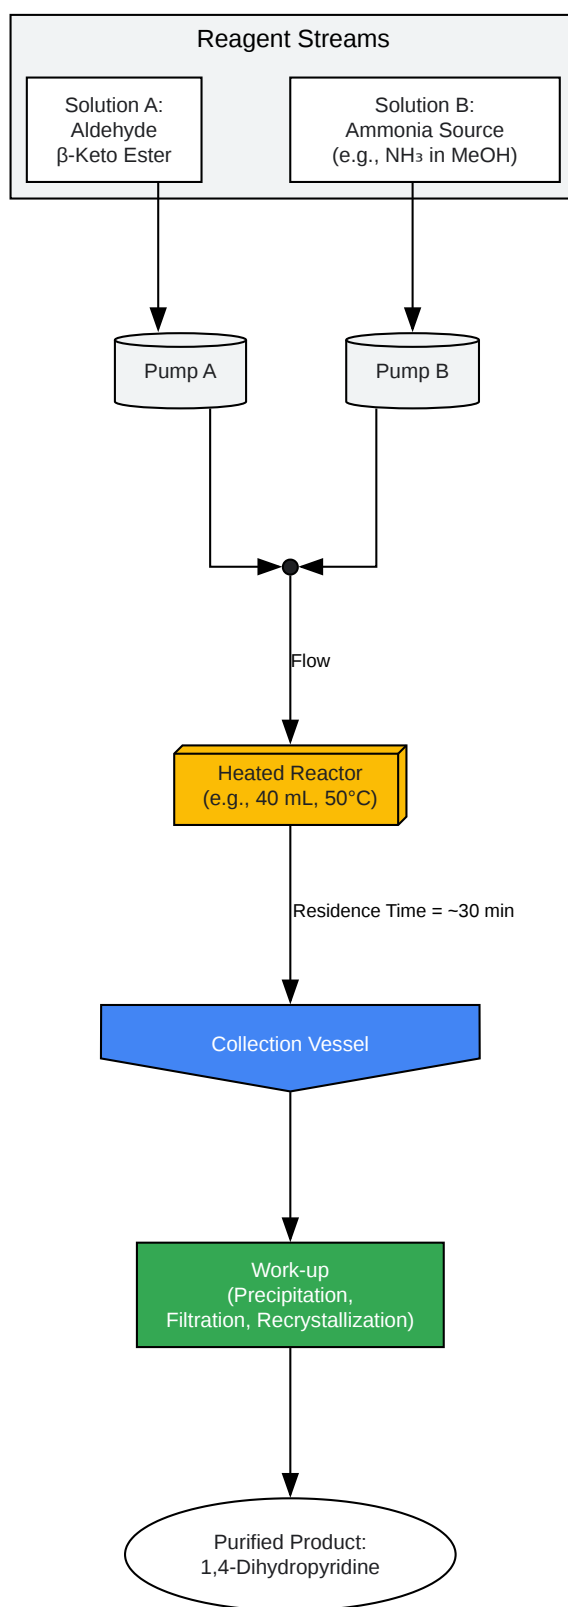 Reagent Streams
Solution A:
Aldehyde
β-Keto Ester
Solution B:
Ammonia Source
(e.g., NH₃ in MeOH)
Pump A
Pump B
Flow
Heated Reactor
(e.g., 40 mL, 50°C)
Residence Time = ~30 min
Collection Vessel
Work-up
(Precipitation,
Filtration, Recrystallization)
Purified Product:
1,4-Dihydropyridine